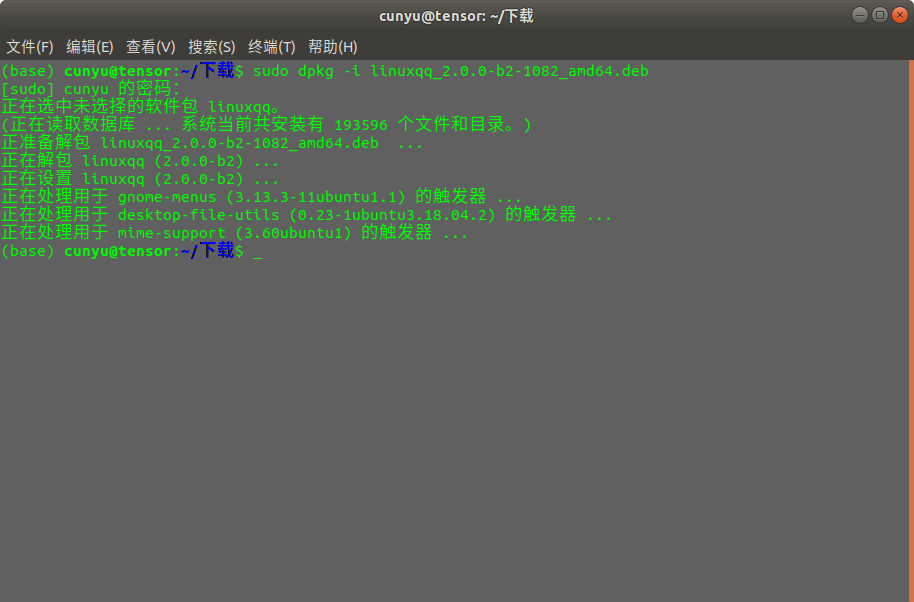 cunyu@tensor: ~/下载
文件(F) 编辑(E) 查看(V) 搜索(S) 终端(T) 帮助(H)
(base) cunyu@tensor:~/下载$ sudo dpkg -i linuxqq_2.0.0-b2-1082_amd64.deb
[sudo] cunyu 的密码：
正在选中未选择的软件包 linuxqq。
(正在读取数据库 ... 系统当前共安装有 193596 个文件和目录。)
正准备解包 linuxqq_2.0.0-b2-1082_amd64.deb  ...
正在解包 linuxqq (2.0.0-b2) ...
正在设置 linuxqq (2.0.0-b2) ...
正在处理用于 gnome-menus (3.13.3-11ubuntu1.1) 的触发器 ...
正在处理用于 desktop-file-utils (0.23-1ubuntu3.18.04.2) 的触发器 ...
正在处理用于 mime-support (3.60ubuntu1) 的触发器 ...
(base) cunyu@tensor:~/下载$ _